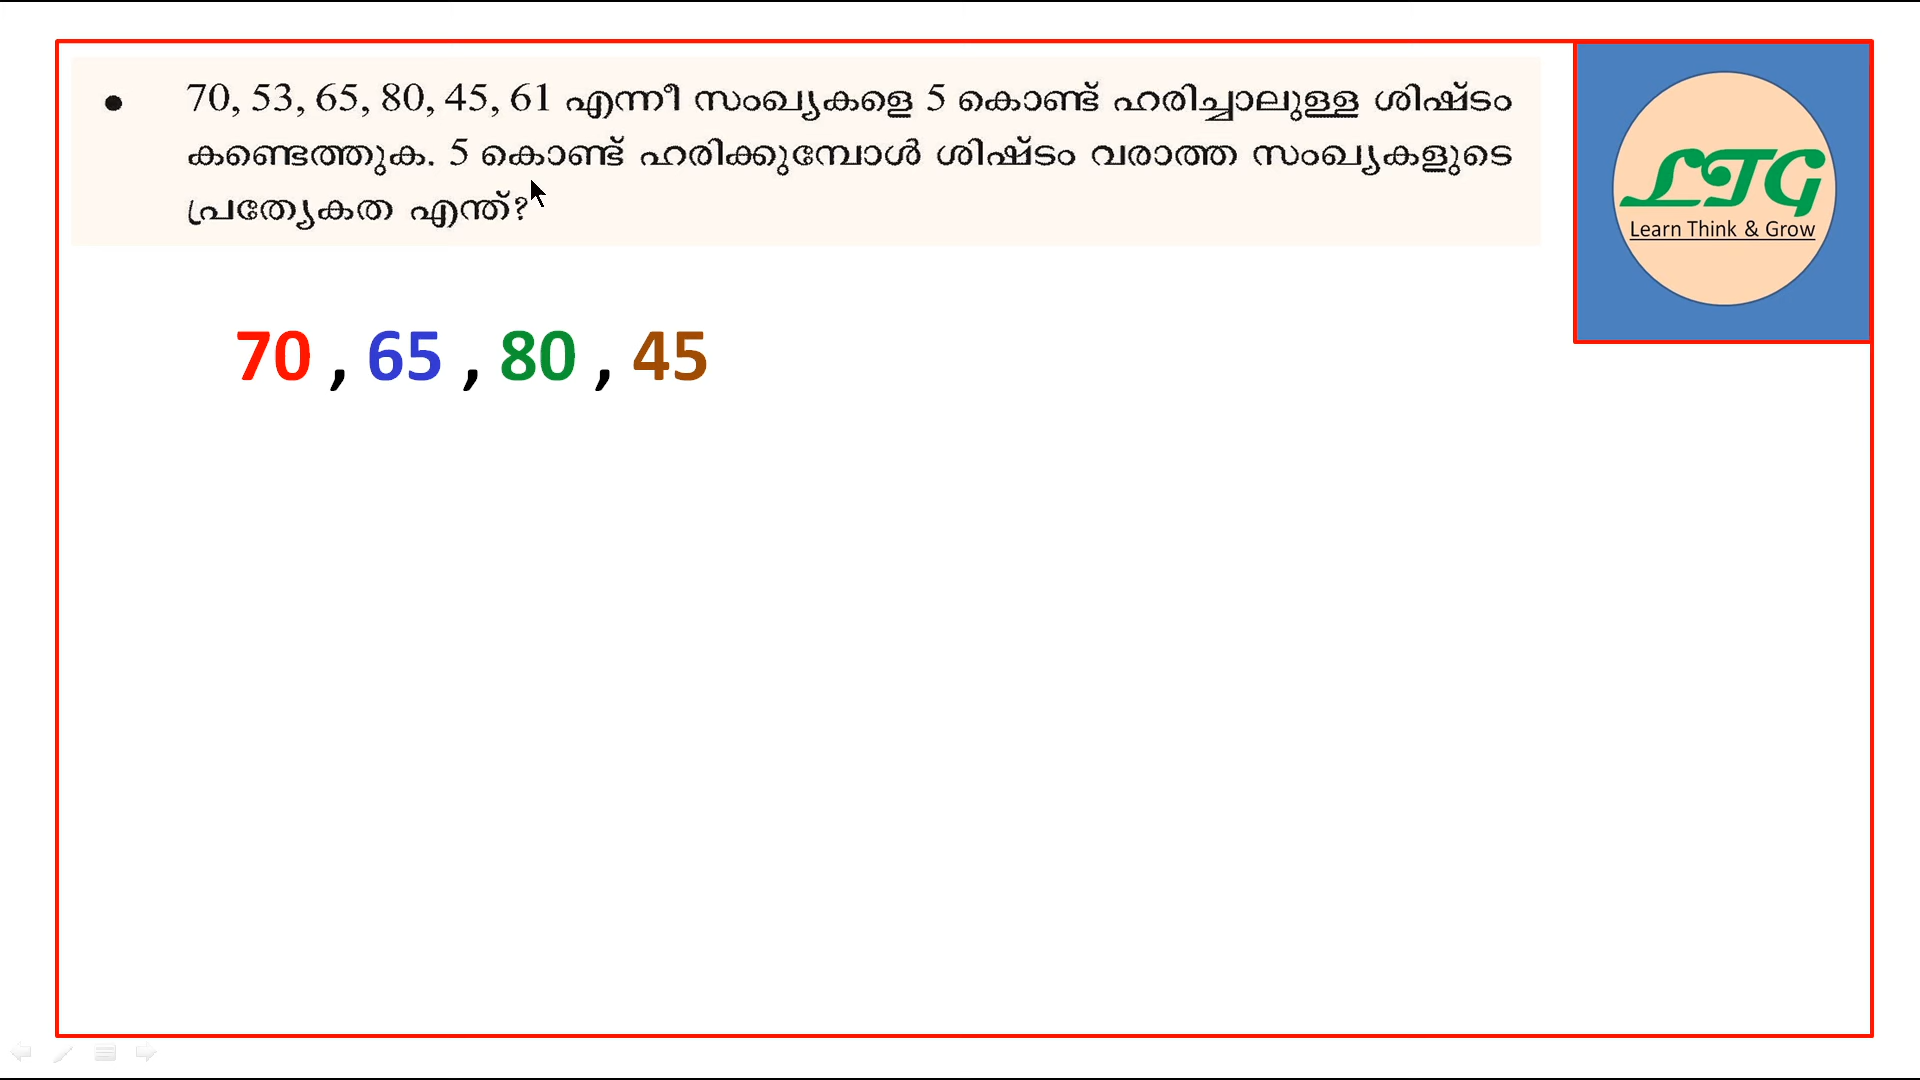 • 70, 53, 65, 80, 45, 61 എന്നീ സംഖ്യകളെ 5 കൊണ്ട് ഹരിച്ചാലുള്ള ശിഷ്ടം
കണ്ടെത്തുക. 5 കൊണ്ട് ഹരിക്കുമ്പോൾ ശിഷ്ടം വരാത്ത സംഖ്യകളുടെ
പ്രത്യേകത എന്ത്?
LTG
Learn Think & Grow
70 , 65 , 80 , 45